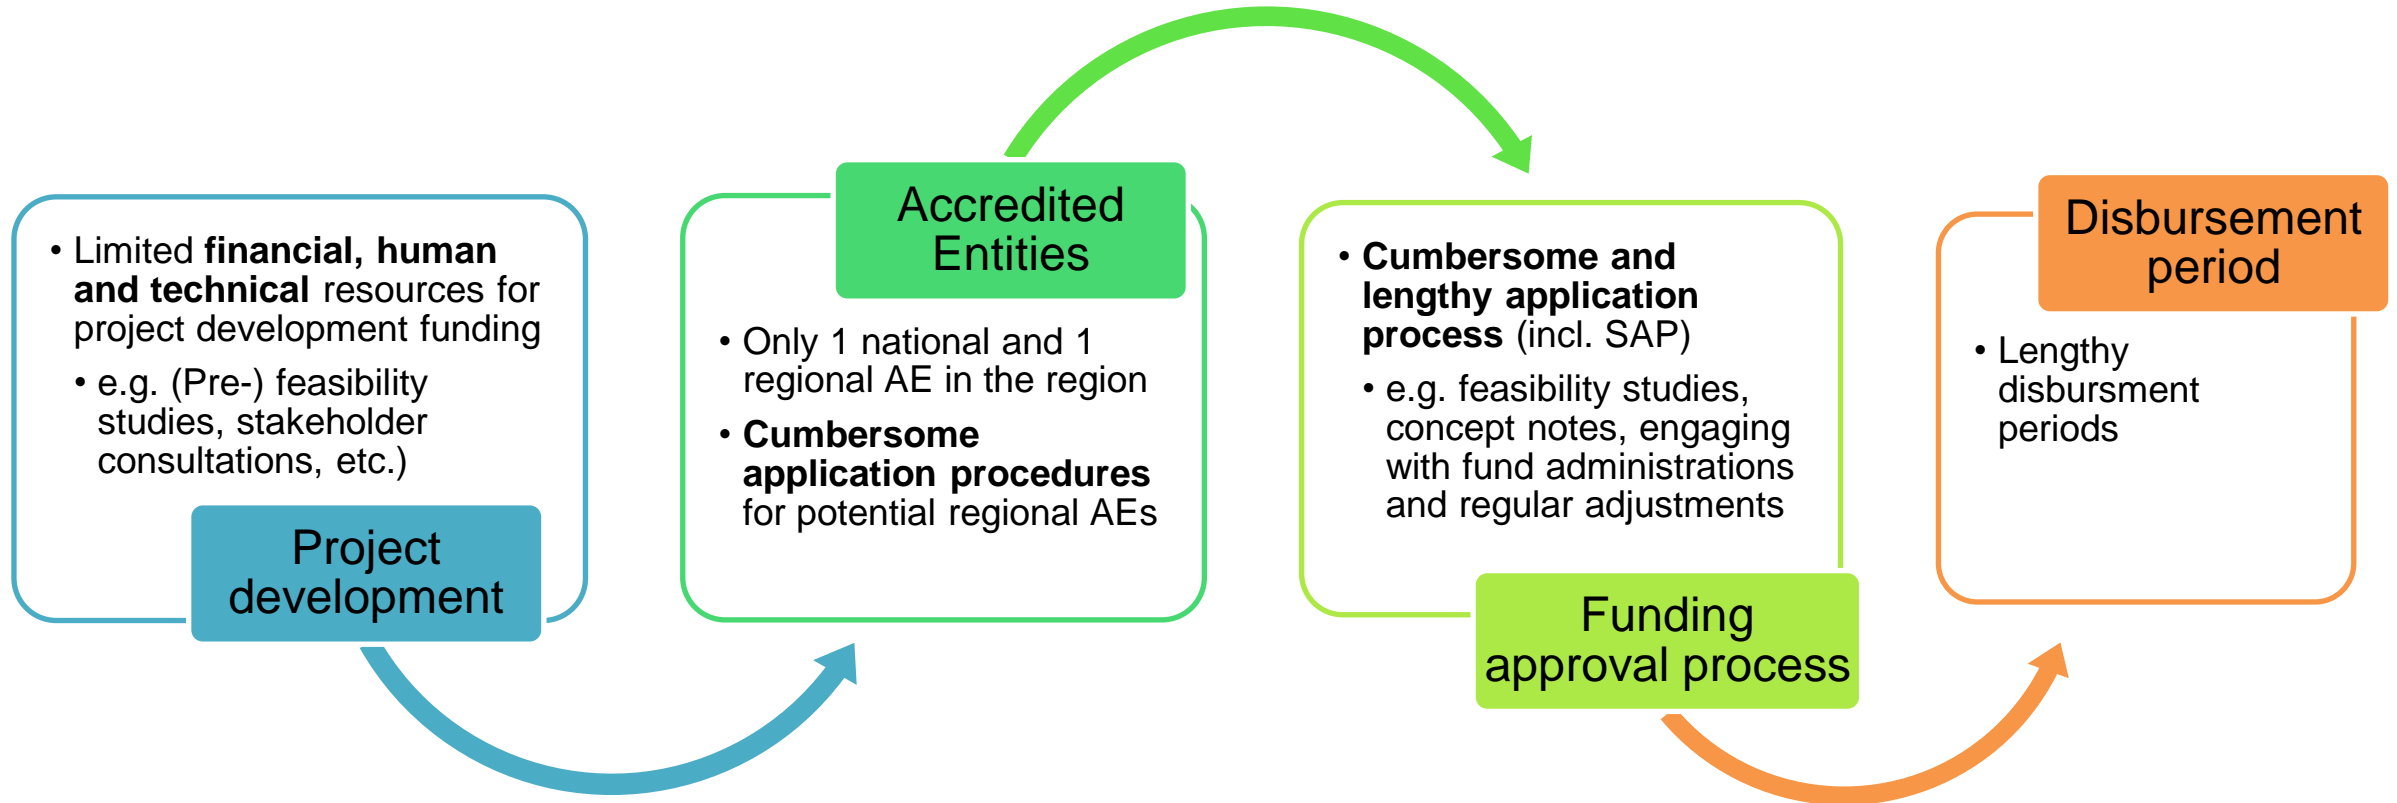 • Limited financial, human
and technical resources for
project development funding
• e.g. (Pre-) feasibility
studies, stakeholder
consultations, etc.)
Project
development
Accredited
Entities
• Only 1 national and 1
regional AE in the region
• Cumbersome
application procedures
for potential regional AEs
• Cumbersome and
lengthy application
process (incl. SAP)
• e.g. feasibility studies,
concept notes, engaging
with fund administrations
and regular adjustments
Funding
approval process
Disbursement
period
• Lengthy
disbursment
periods